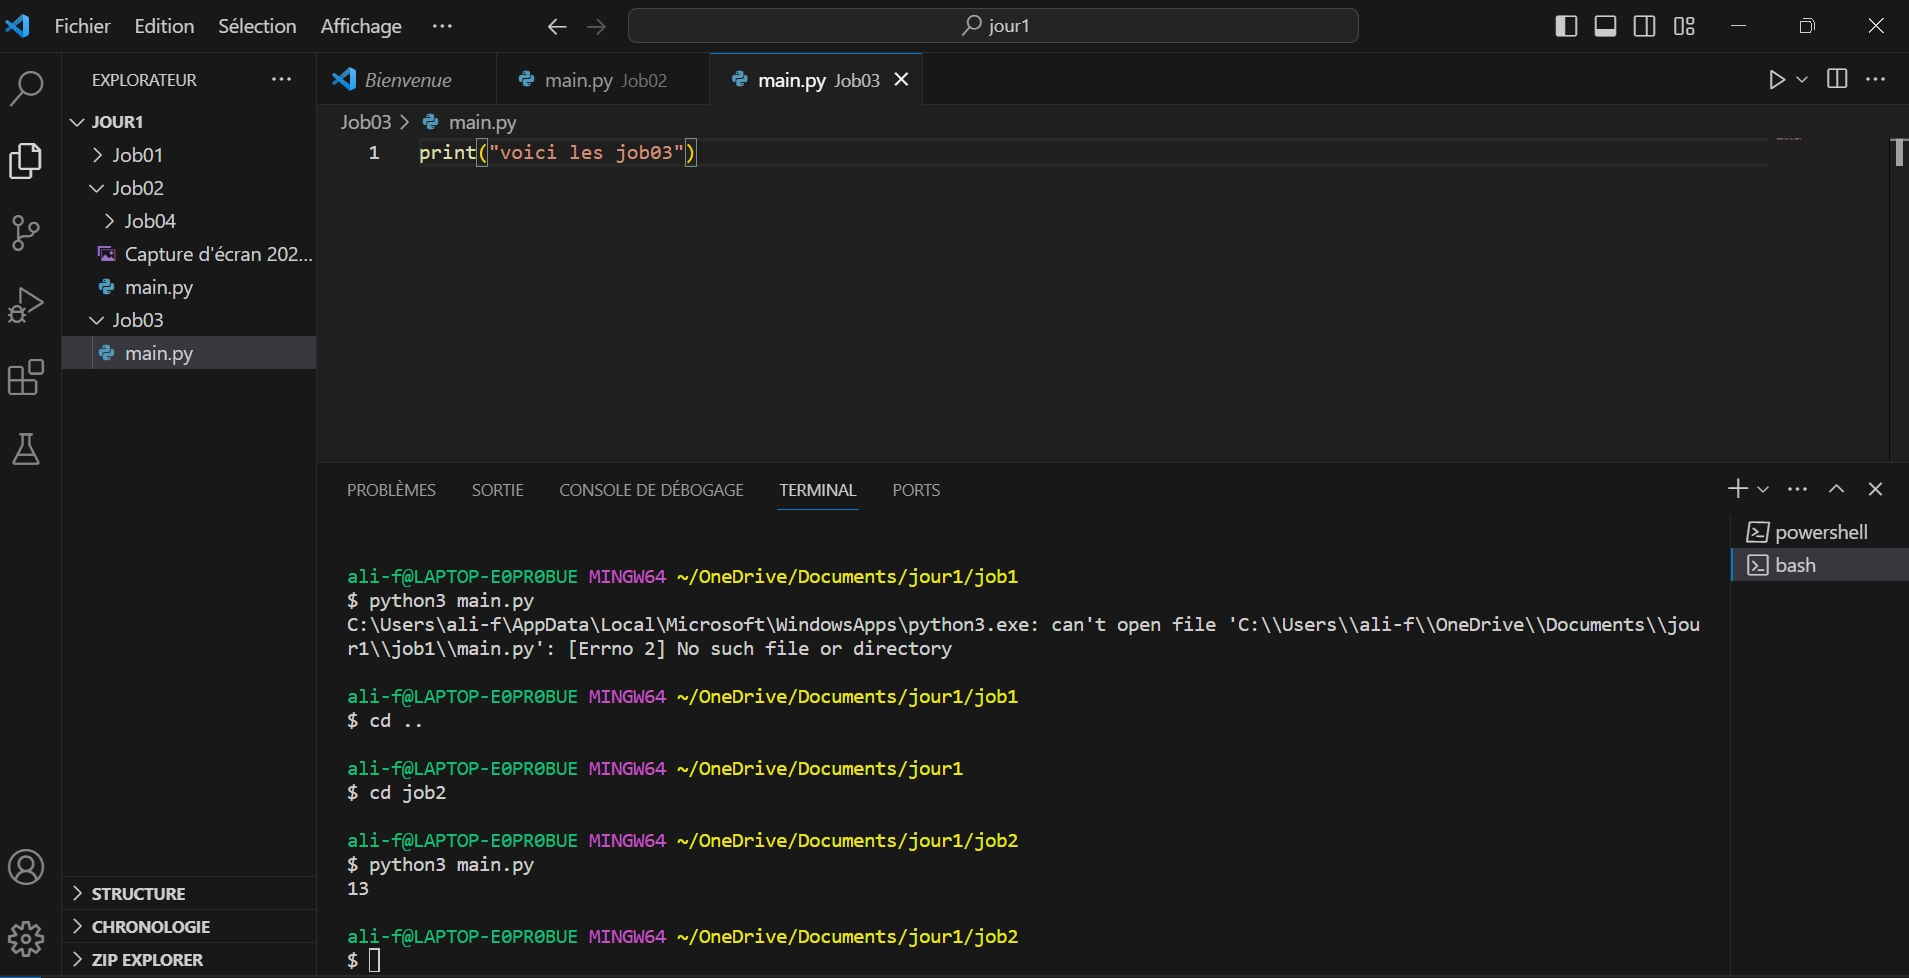 Fichier Edition Sélection Affichage ··· jour1
EXPLORATEUR ···
Bienvenue main.py Job02 main.py Job03
JOUR1
Job01
Job02
Job04
Capture d'écran 202...
main.py
Job03
main.py
STRUCTURE
CHRONOLOGIE
ZIP EXPLORER
Job03 > main.py
1 print("voici les job03")
PROBLÈMES SORTIE CONSOLE DE DÉBOGAGE TERMINAL PORTS
ali-f@LAPTOP-E0PR0BUE MINGW64 ~/OneDrive/Documents/jour1/job1
$ python3 main.py
C:\Users\ali-f\AppData\Local\Microsoft\WindowsApps\python3.exe: can't open file 'C:\\Users\\ali-f\\OneDrive\\Documents\\jou
r1\\job1\\main.py': [Errno 2] No such file or directory
ali-f@LAPTOP-E0PR0BUE MINGW64 ~/OneDrive/Documents/jour1/job1
$ cd ..
ali-f@LAPTOP-E0PR0BUE MINGW64 ~/OneDrive/Documents/jour1
$ cd job2
ali-f@LAPTOP-E0PR0BUE MINGW64 ~/OneDrive/Documents/jour1/job2
$ python3 main.py
13
ali-f@LAPTOP-E0PR0BUE MINGW64 ~/OneDrive/Documents/jour1/job2
$
powershell
bash